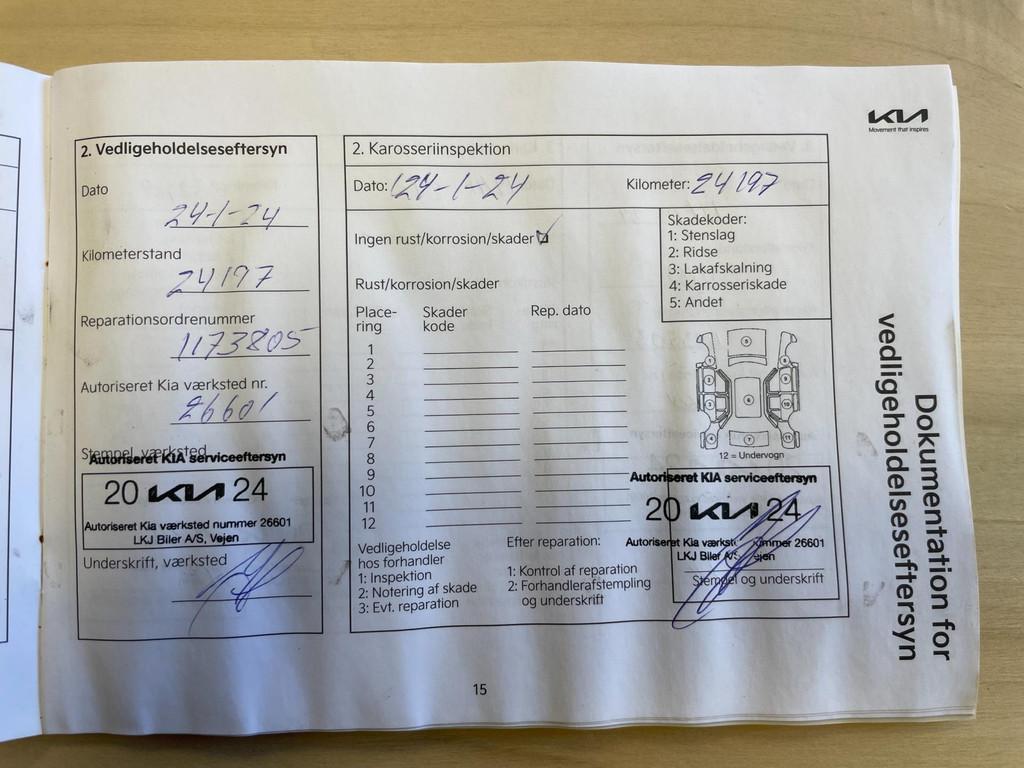 KIA
Movement that inspires
Dokumentation for
vedligeholdelseseftersyn
2. Vedligeholdelseseftersyn
Dato
24-1-24
Kilometerstand
24197
Reparationsordrenummer
1173805
Autoriseret Kia værksted nr.
26601
Stempel, værksted
Autoriseret KIA serviceeftersyn
20 KIA 24
Autoriseret Kia værksted nummer 26601
LKJ Biler A/S, Vejen
Underskrift, værksted
2. Karosseriinspektion
Dato: 24-1-24 Kilometer: 24197
Ingen rust/korrosion/skader
Rust/korrosion/skader
Place-
ring
Skader
kode
Rep. dato
1
2
3
4
5
6
7
8
9
10
11
12
Skadekoder:
1: Stenslag
2: Ridse
3: Lakafskalning
4: Karrosseriskade
5: Andet
12 = Undervogn
Vedligeholdelse
hos forhandler
1: Inspektion
2: Notering af skade
3: Evt. reparation
Efter reparation:
1: Kontrol af reparation
2: Forhandlerafstempling
og underskrift
Autoriseret KIA serviceeftersyn
20 KIA 24
Autoriseret Kia værksted nummer 26601
LKJ Biler A/S, Vejen
Stempel og underskrift
15